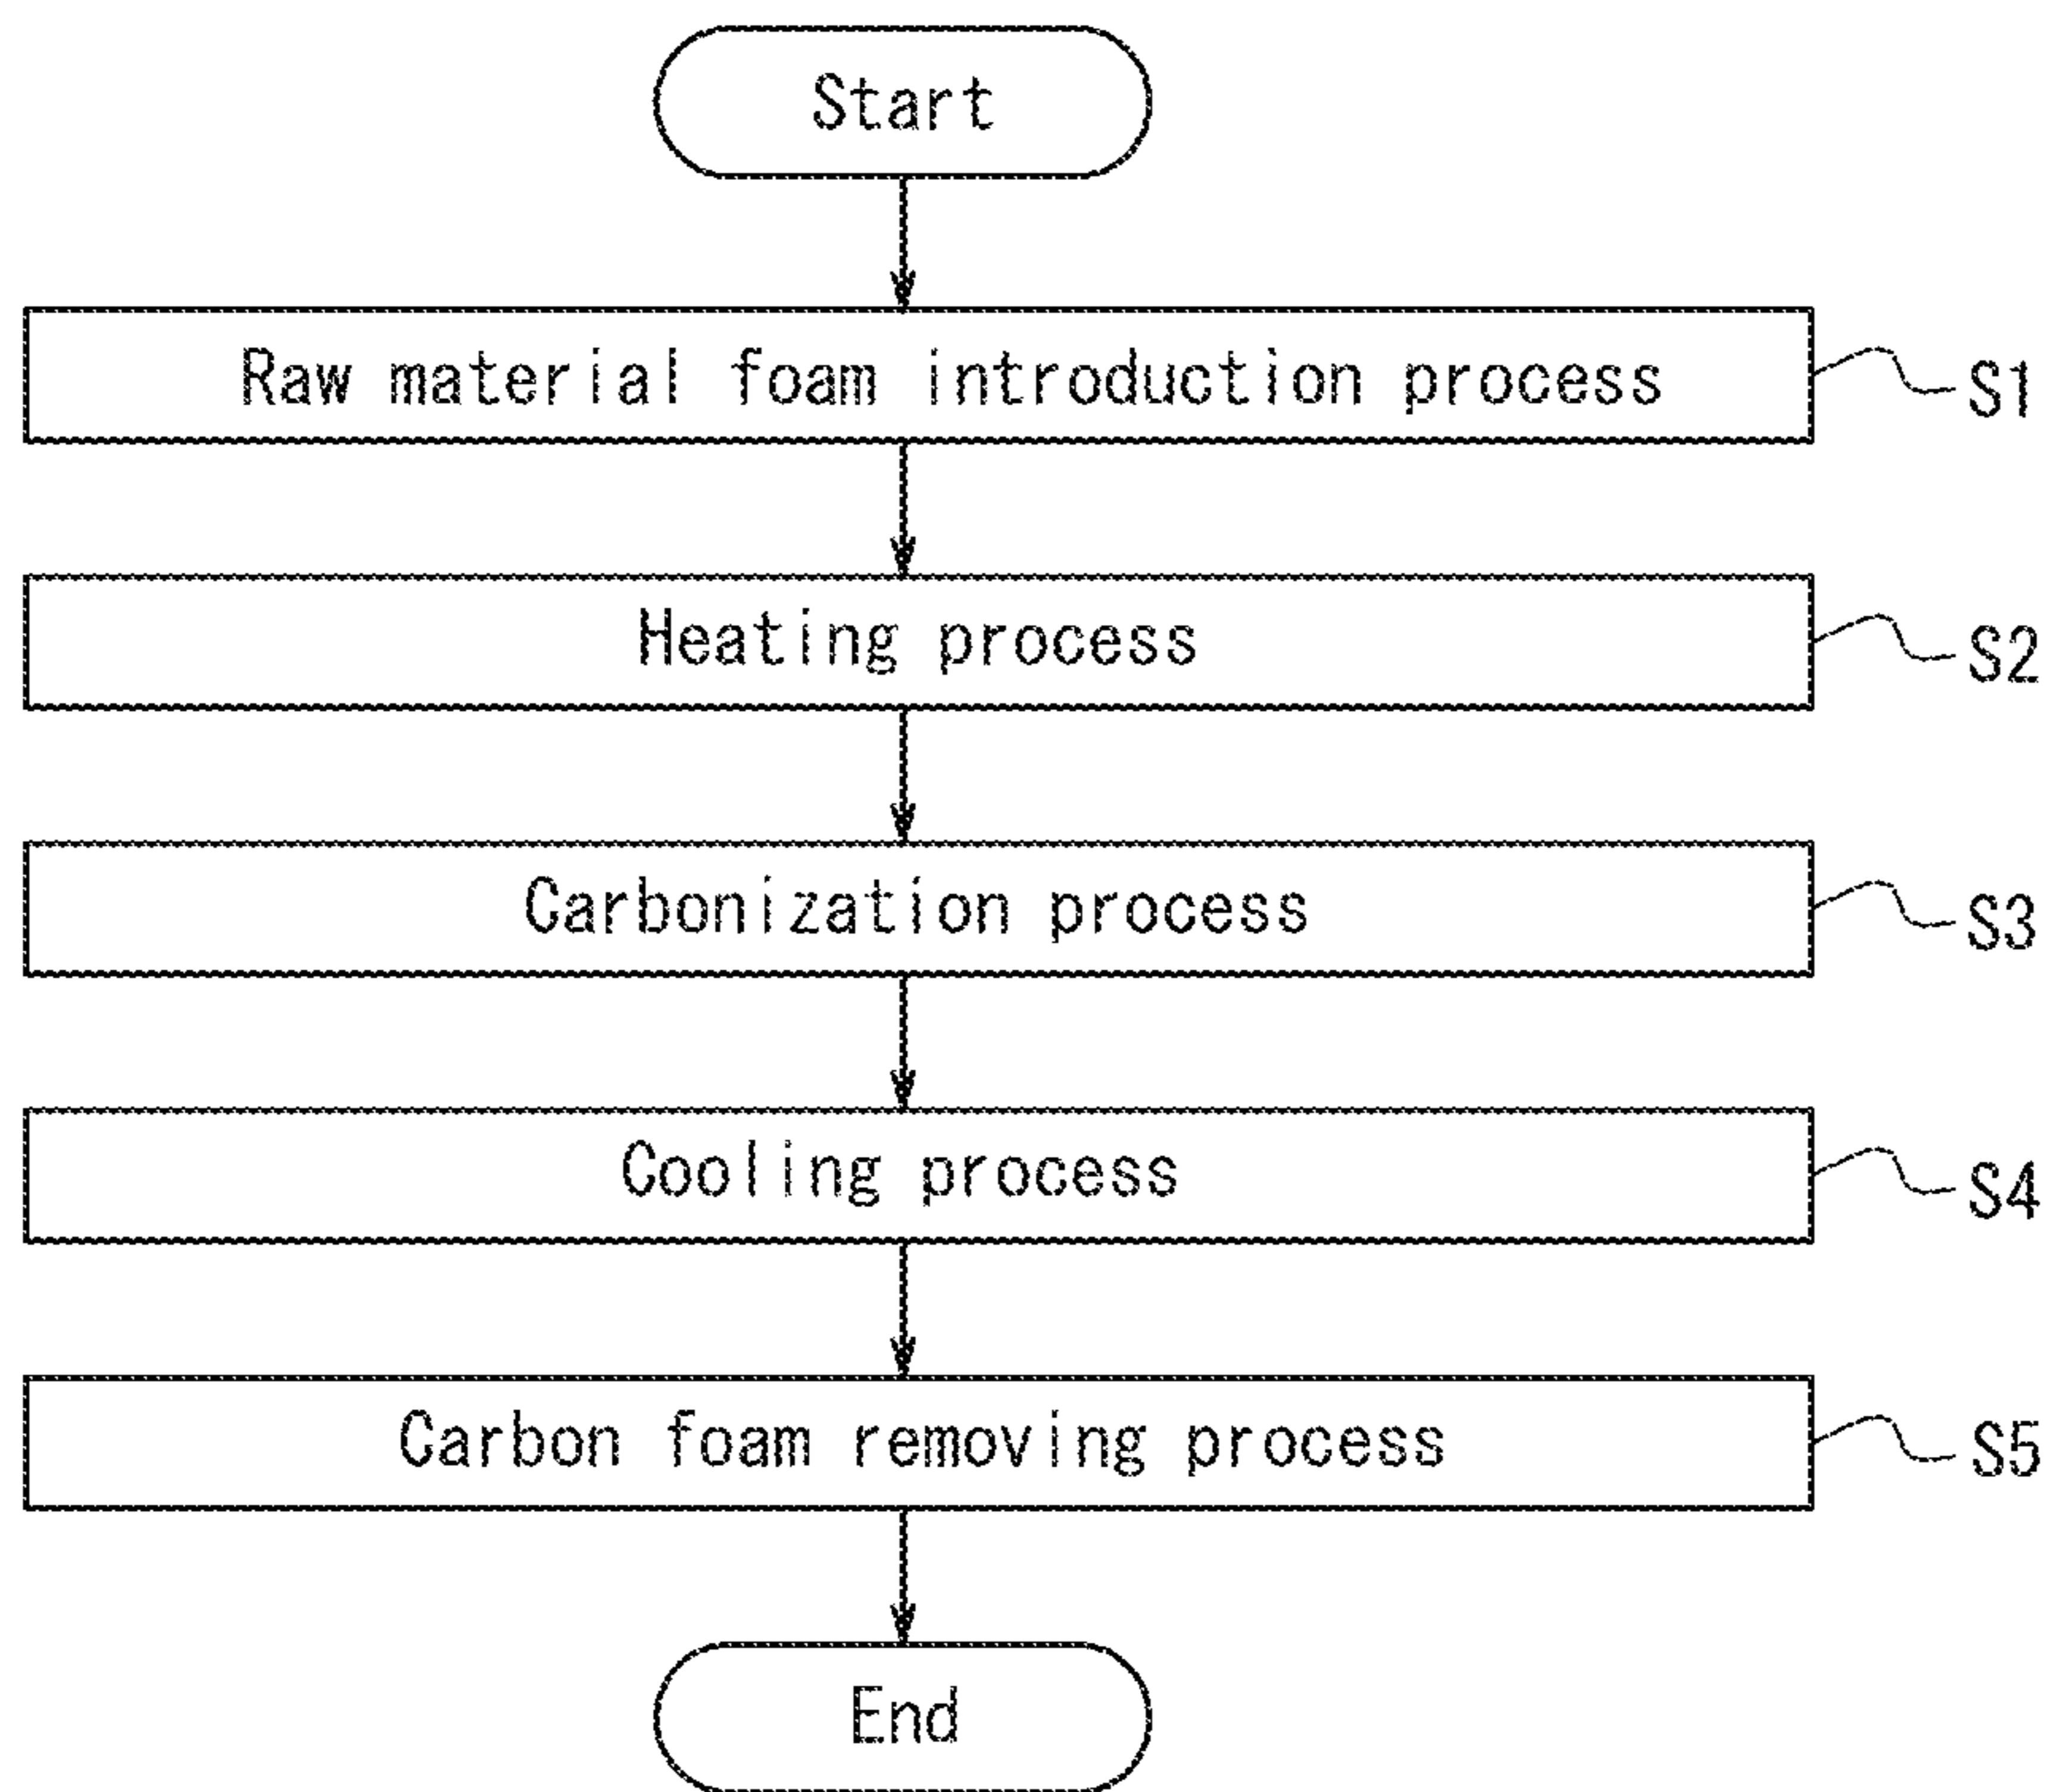 Start
Raw material foam introduction process
S1
Heating process
S2
Carbonization process
S3
Cooling process
S4
Carbon foam removing process
S5
End